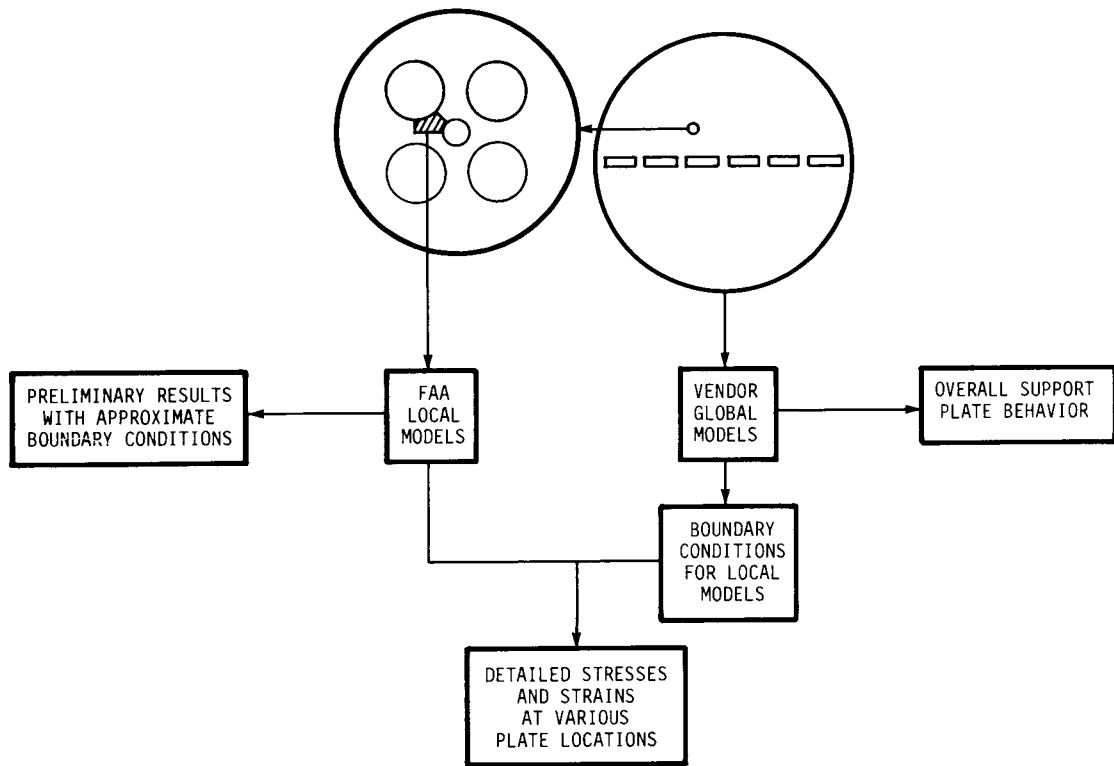 PRELIMINARY RESULTS
WITH APPROXIMATE
BOUNDARY CONDITIONS
FAA
LOCAL
MODELS
VENDOR
GLOBAL
MODELS
OVERALL SUPPORT
PLATE BEHAVIOR
BOUNDARY
CONDITIONS
FOR LOCAL
MODELS
DETAILED STRESSES
AND STRAINS
AT VARIOUS
PLATE LOCATIONS